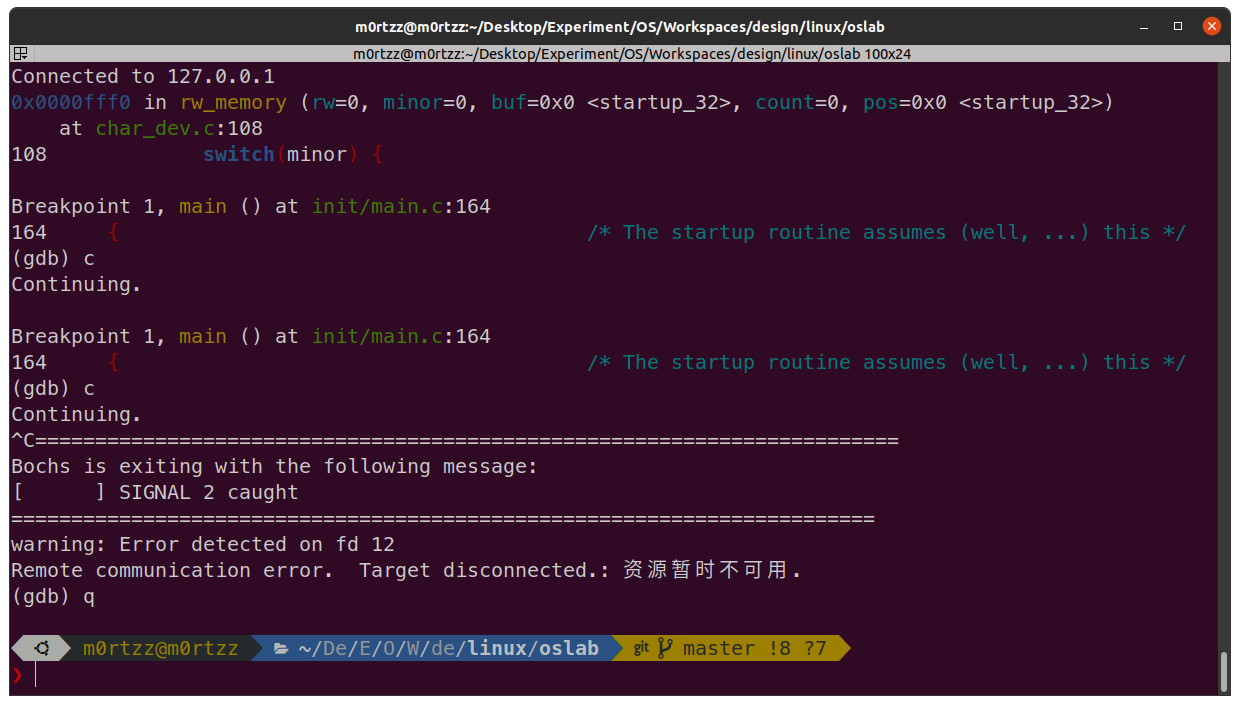 m0rtzz@m0rtzz:~/Desktop/Experiment/OS/Workspaces/design/linux/oslab
m0rtzz@m0rtzz:~/Desktop/Experiment/OS/Workspaces/design/linux/oslab 100x24
Connected to 127.0.0.1
0x0000fff0 in rw_memory (rw=0, minor=0, buf=0x0 <startup_32>, count=0, pos=0x0 <startup_32>)
    at char_dev.c:108
108             switch(minor) {
Breakpoint 1, main () at init/main.c:164
164     {                                       /* The startup routine assumes (well, ...) this */
(gdb) c
Continuing.
Breakpoint 1, main () at init/main.c:164
164     {                                       /* The startup routine assumes (well, ...) this */
(gdb) c
Continuing.
^C========================================================================
Bochs is exiting with the following message:
[      ] SIGNAL 2 caught
========================================================================
warning: Error detected on fd 12
Remote communication error.  Target disconnected.: 资源暂时不可用.
(gdb) q
m0rtzz@m0rtzz ~/De/E/O/W/de/linux/oslab git master !8 ?7
❯